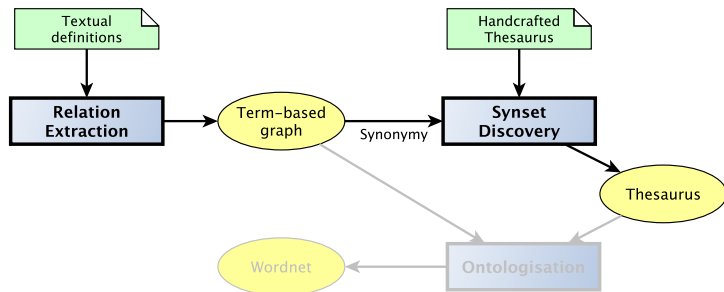 Textual
definitions
Handcrafted
Thesaurus
Relation
Extraction
Term-based
graph
Synonymy
Synset
Discovery
Thesaurus
Wordnet
Ontologisation